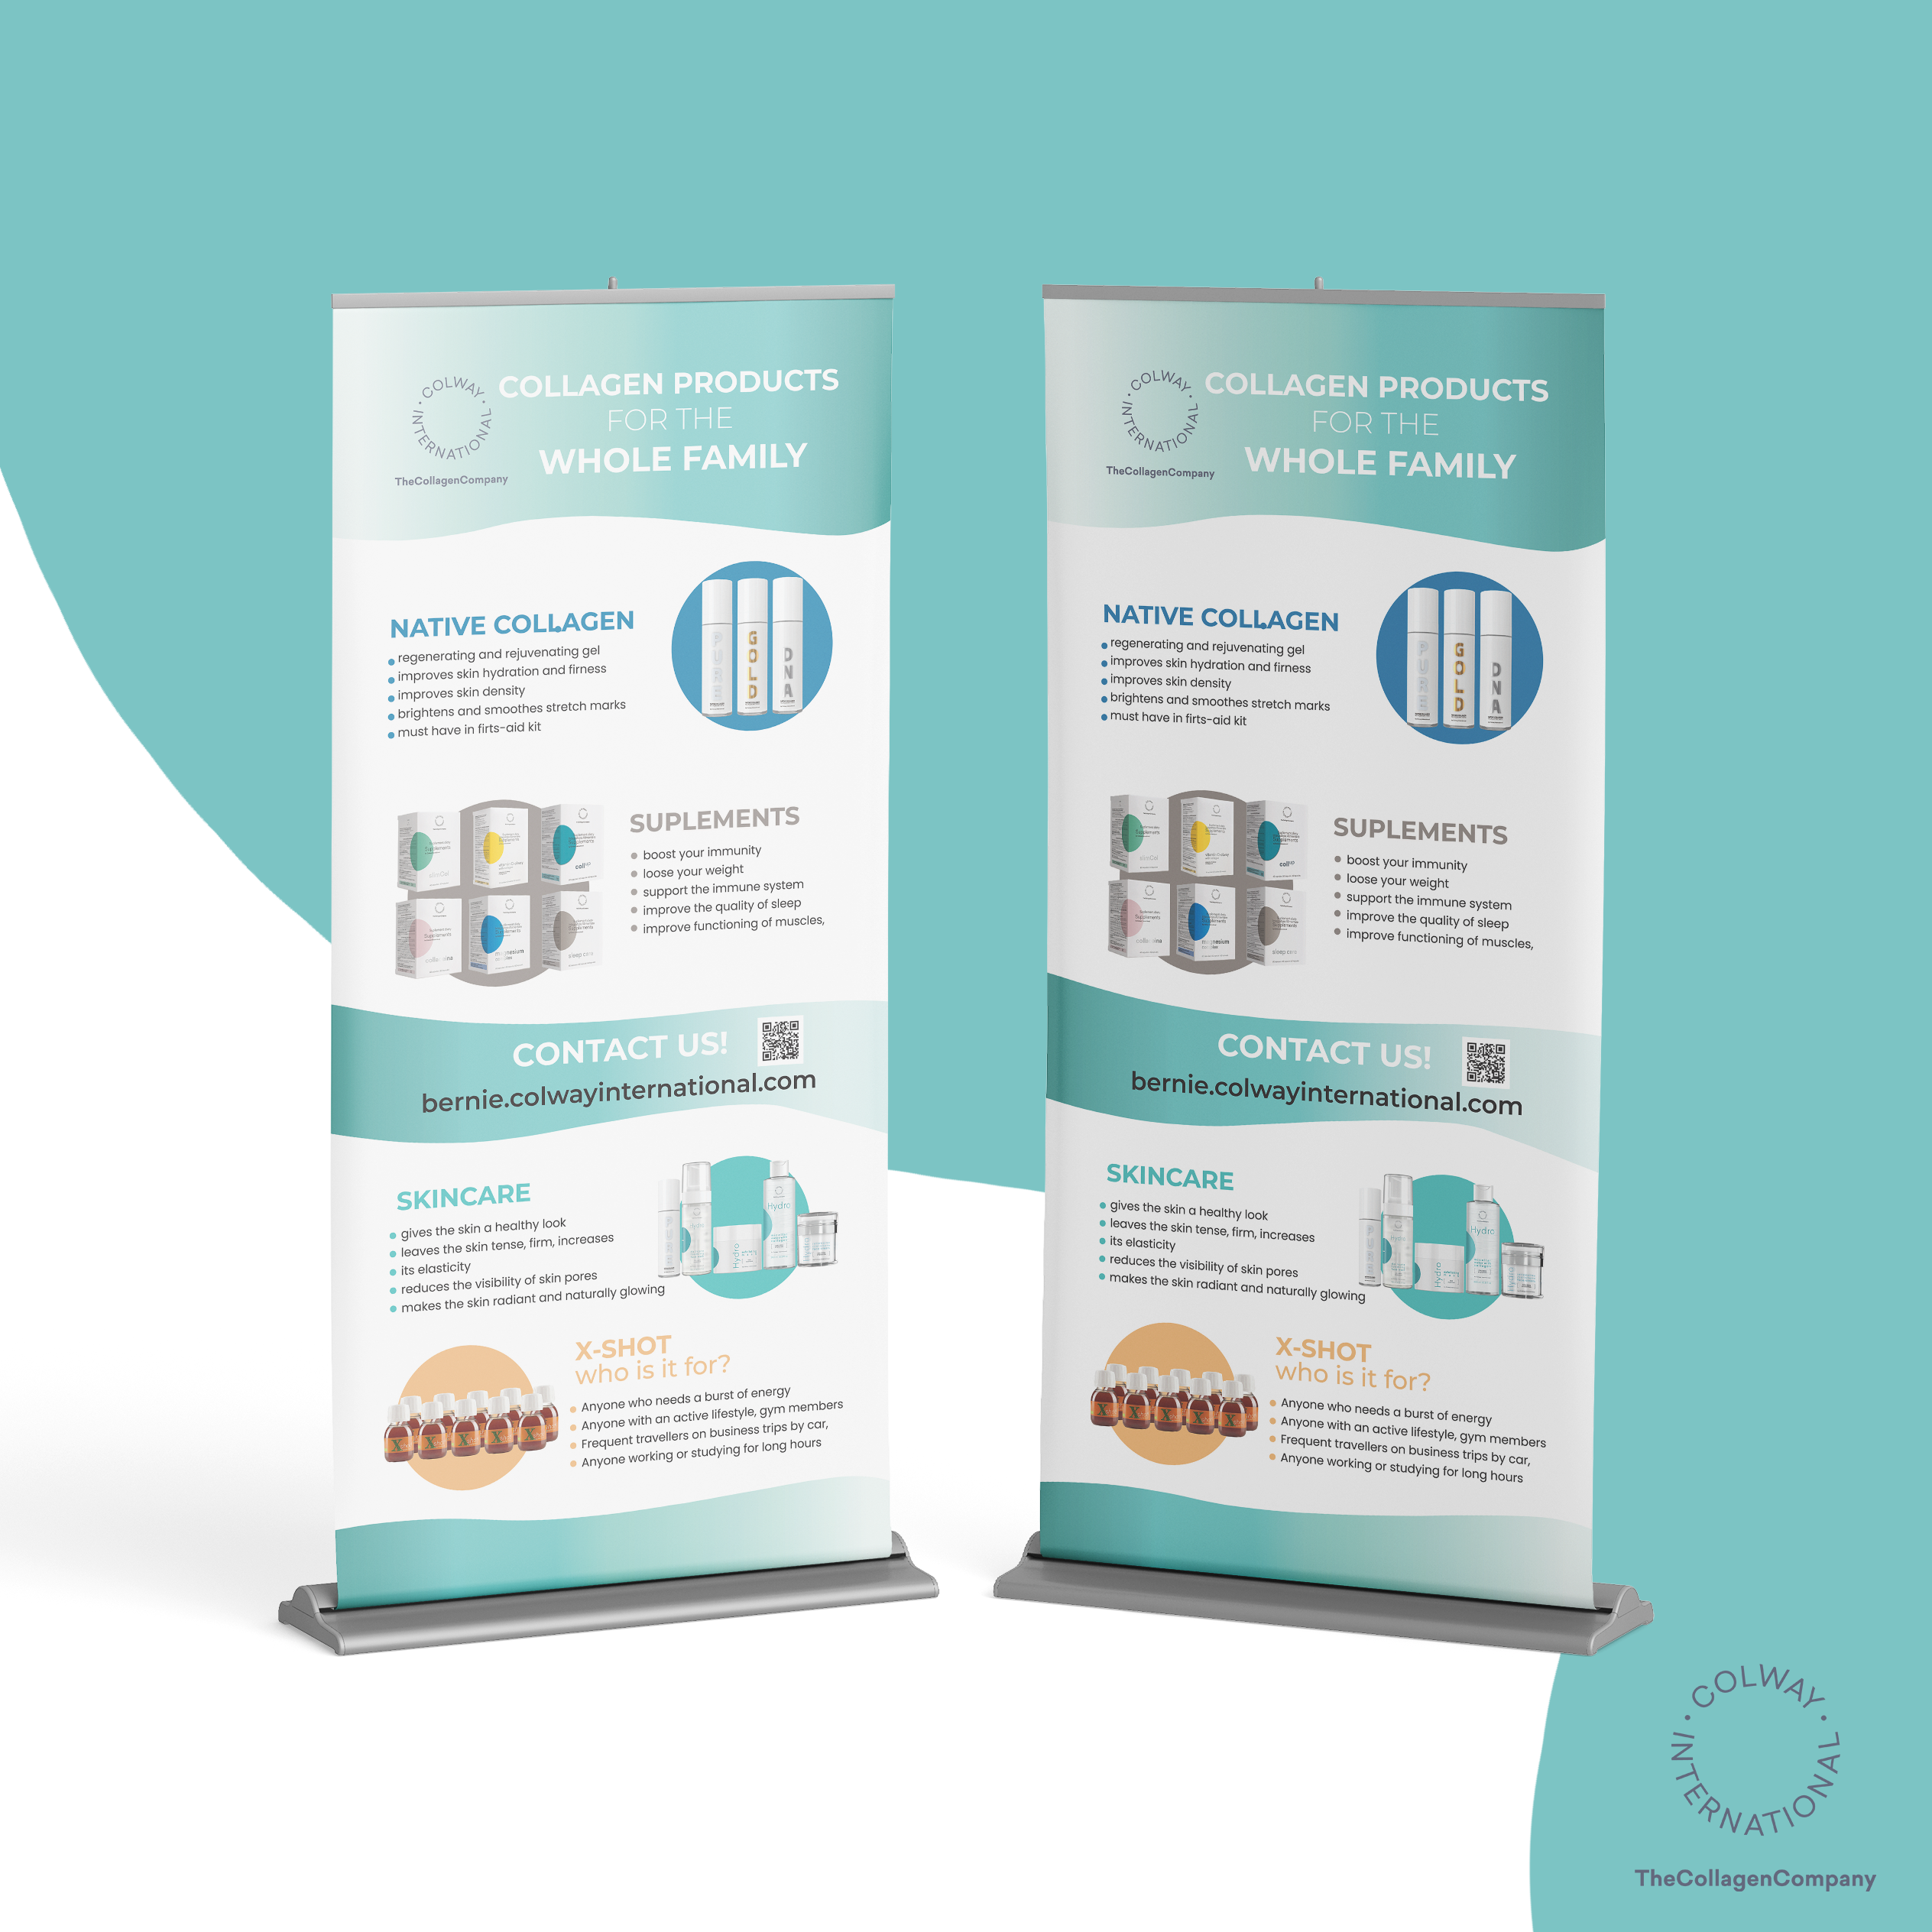 COLWAY · INTERNATIONAL ·
TheCollagenCompany
COLLAGEN PRODUCTS
FOR THE
WHOLE FAMILY
NATIVE COLLAGEN
regenerating and rejuvenating gel
improves skin hydration and firness
improves skin density
brightens and smoothes stretch marks
must have in firts-aid kit
PURE
GOLD
DNA
SUPLEMENTS
boost your immunity
loose your weight
support the immune system
improve the quality of sleep
improve functioning of muscles,
CONTACT US!
bernie.colwayinternational.com
SKINCARE
gives the skin a healthy look
leaves the skin tense, firm, increases
its elasticity
reduces the visibility of skin pores
makes the skin radiant and naturally glowing
Hydro
Hydro
X-SHOT
who is it for?
Anyone who needs a burst of energy
Anyone with an active lifestyle, gym members
Frequent travellers on business trips by car,
Anyone working or studying for long hours
COLWAY · INTERNATIONAL ·
TheCollagenCompany
COLLAGEN PRODUCTS
FOR THE
WHOLE FAMILY
NATIVE COLLAGEN
regenerating and rejuvenating gel
improves skin hydration and firness
improves skin density
brightens and smoothes stretch marks
must have in firts-aid kit
PURE
GOLD
DNA
SUPLEMENTS
boost your immunity
loose your weight
support the immune system
improve the quality of sleep
improve functioning of muscles,
CONTACT US!
bernie.colwayinternational.com
SKINCARE
gives the skin a healthy look
leaves the skin tense, firm, increases
its elasticity
reduces the visibility of skin pores
makes the skin radiant and naturally glowing
Hydro
Hydro
X-SHOT
who is it for?
Anyone who needs a burst of energy
Anyone with an active lifestyle, gym members
Frequent travellers on business trips by car,
Anyone working or studying for long hours
COLWAY · INTERNATIONAL ·
TheCollagenCompany